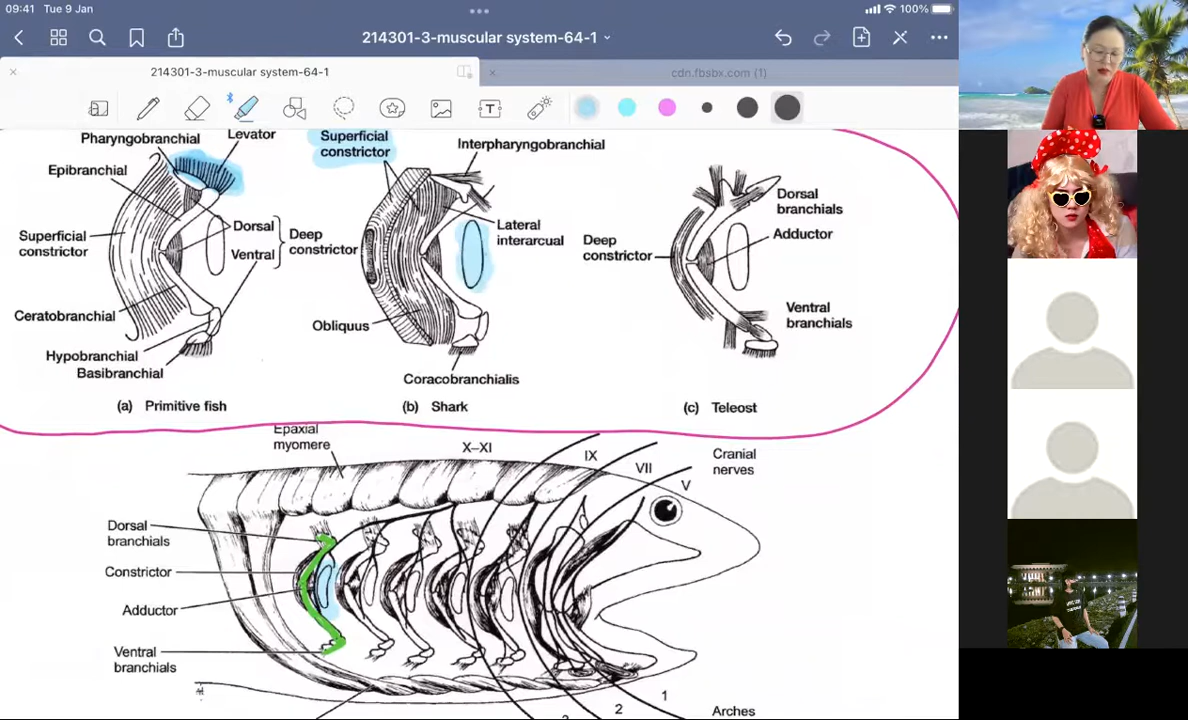 09:41 Tue 9 Jan
100%
214301-3-muscular system-64-1
214301-3-muscular system-64-1
cdn.fbsbx.com (1)
Pharyngobranchial
Levator
Epibranchial
Superficial
constrictor
Dorsal
Ventral
Deep
constrictor
Ceratobranchial
Hypobranchial
Basibranchial
(a) Primitive fish
Superficial
constrictor
Interpharyngobranchial
Lateral
interarcual
Obliquus
Coracobranchialis
(b) Shark
Deep
constrictor
Dorsal
branchials
Adductor
Ventral
branchials
(c) Teleost
Epaxial
myomere
X–XI
IX
VII
V
Cranial
nerves
Dorsal
branchials
Constrictor
Adductor
Ventral
branchials
1
2
3
Arches